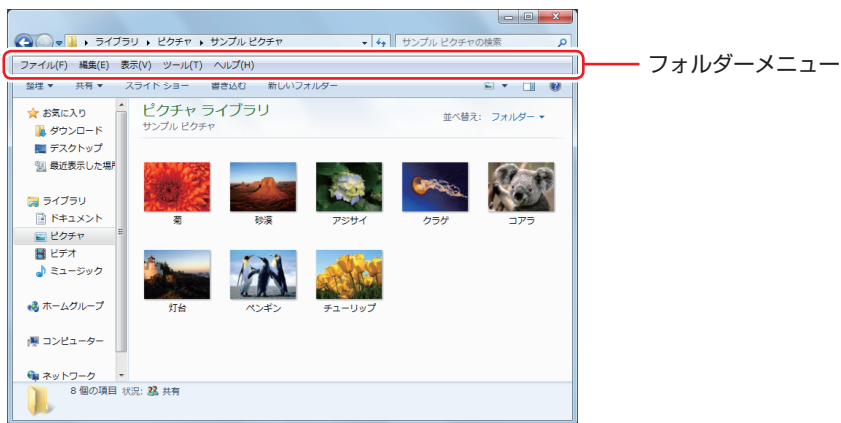 ライブラリ ▸ ピクチャ ▸ サンプル ピクチャ
サンプル ピクチャの検索
ファイル(F) 編集(E) 表示(V) ツール(T) ヘルプ(H)
フォルダーメニュー
整理 共有 スライド ショー 書き込む 新しいフォルダー
お気に入り
ダウンロード
デスクトップ
最近表示した場所
ライブラリ
ドキュメント
ピクチャ
ビデオ
ミュージック
ホームグループ
コンピューター
ネットワーク
ピクチャ ライブラリ
サンプル ピクチャ
並べ替え: フォルダー
菊 砂漠 アジサイ クラゲ コアラ
灯台 ペンギン チューリップ
8 個の項目 状況: 共有